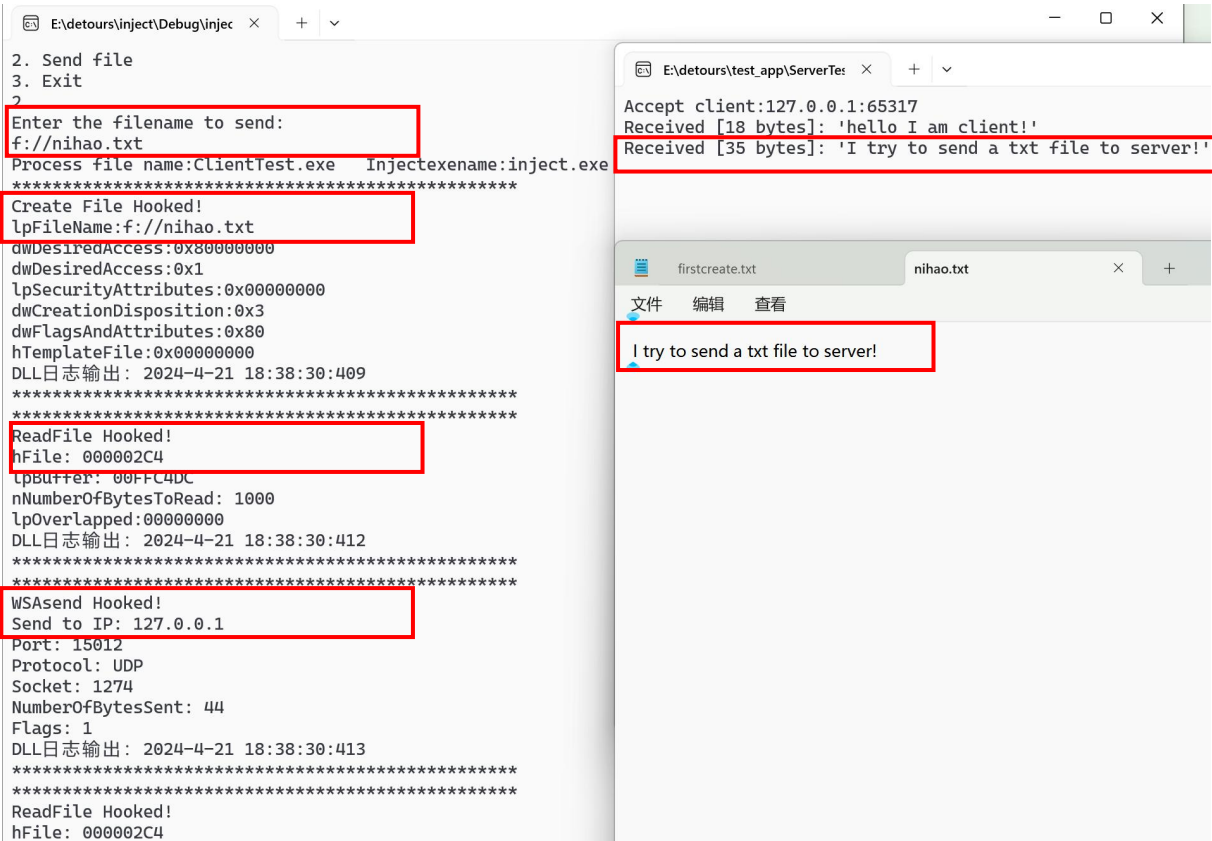 E:\detours\inject\Debug\injec
2. Send file
3. Exit
2
Enter the filename to send:
f://nihao.txt
Process file name:ClientTest.exe   Injectexename:inject.exe
**************************************************
Create File Hooked!
lpFileName:f://nihao.txt
dwDesiredAccess:0x80000000
dwDesiredAccess:0x1
lpSecurityAttributes:0x00000000
dwCreationDisposition:0x3
dwFlagsAndAttributes:0x80
hTemplateFile:0x00000000
DLL日志输出: 2024-4-21 18:38:30:409
**************************************************
**************************************************
ReadFile Hooked!
hFile: 000002C4
lpBuffer: 00FFC4DC
nNumberOfBytesToRead: 1000
lpOverlapped:00000000
DLL日志输出: 2024-4-21 18:38:30:412
**************************************************
**************************************************
WSAsend Hooked!
Send to IP: 127.0.0.1
Port: 15012
Protocol: UDP
Socket: 1274
NumberOfBytesSent: 44
Flags: 1
DLL日志输出: 2024-4-21 18:38:30:413
**************************************************
**************************************************
ReadFile Hooked!
hFile: 000002C4
E:\detours\test_app\ServerTes
Accept client:127.0.0.1:65317
Received [18 bytes]: 'hello I am client!'
Received [35 bytes]: 'I try to send a txt file to server!'
firstcreate.txt
nihao.txt
文件 编辑 查看
I try to send a txt file to server!